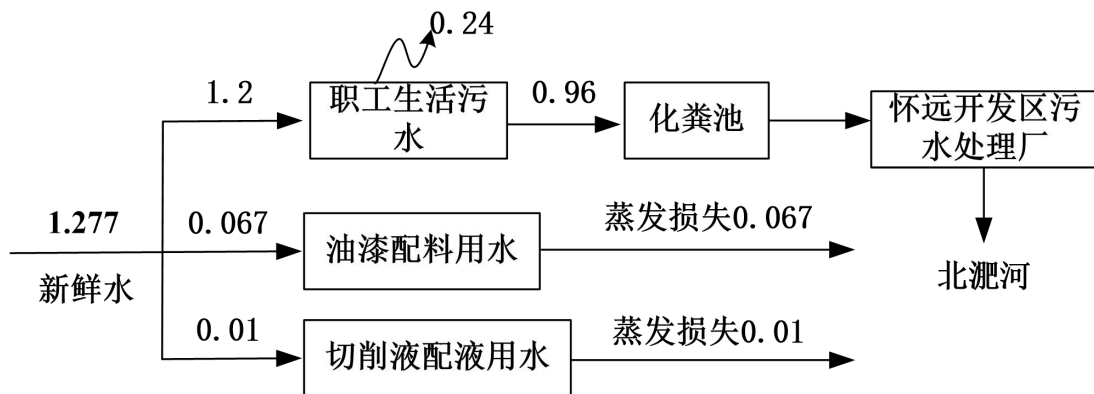 0.24
1.2
职工生活污
水
0.96
化粪池
怀远开发区污
水处理厂
1.277
新鲜水
0.067
油漆配料用水
蒸发损失0.067
北淝河
0.01
切削液配液用水
蒸发损失0.01